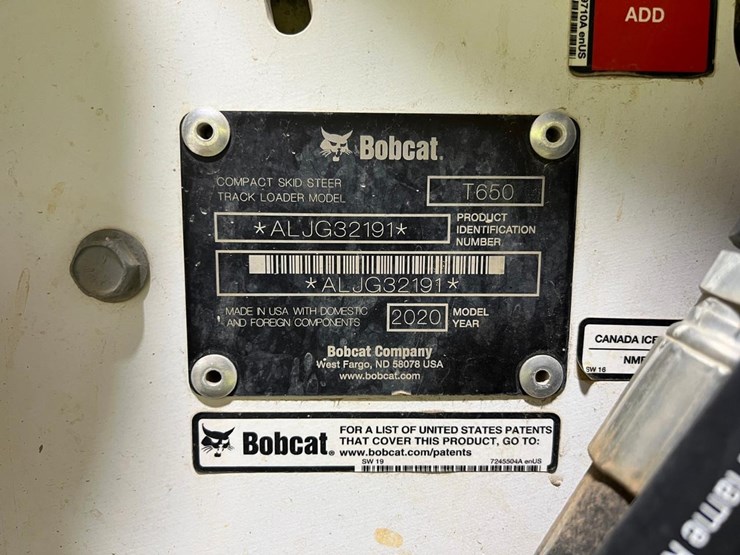 ADD
9710A enUS
Bobcat.
COMPACT SKID STEER
TRACK LOADER MODEL
T650
*ALJG32191*
PRODUCT
IDENTIFICATION
NUMBER
*ALJG32191*
MADE IN USA WITH DOMESTIC
AND FOREIGN COMPONENTS
2020
MODEL
YEAR
Bobcat Company
West Fargo, ND 58078 USA
www.bobcat.com
CANADA ICE
NMB
SW 16
Bobcat.
FOR A LIST OF UNITED STATES PATENTS
THAT COVER THIS PRODUCT, GO TO:
www.bobcat.com/patents
SW 19
7245504A enUS